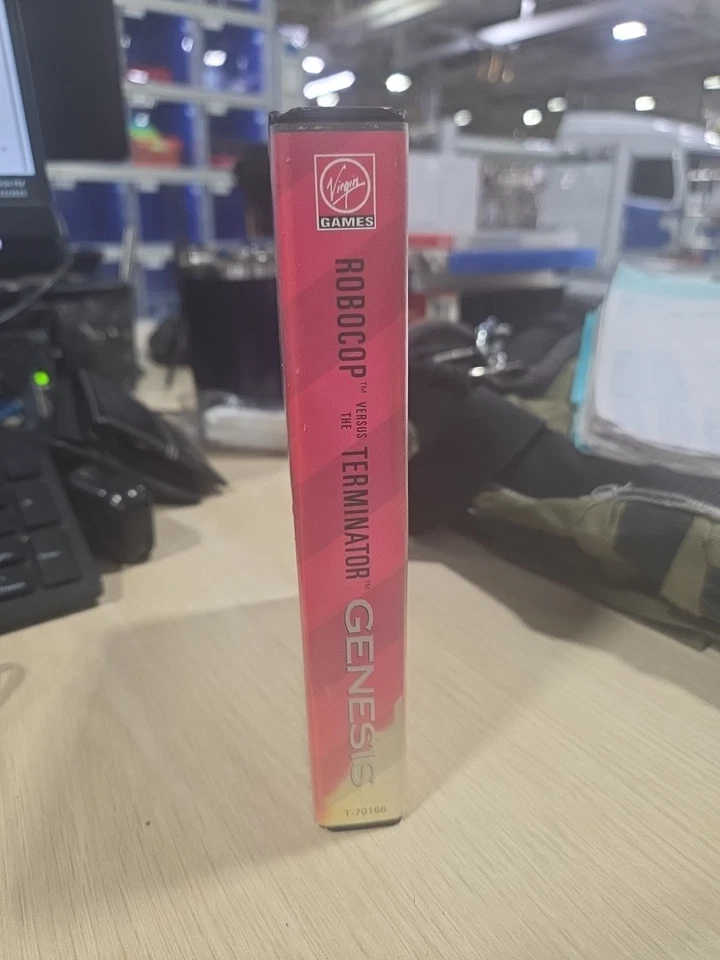 Virgin
GAMES
ROBOCOP™ VERSUS THE TERMINATOR™
GENESIS
T-70166